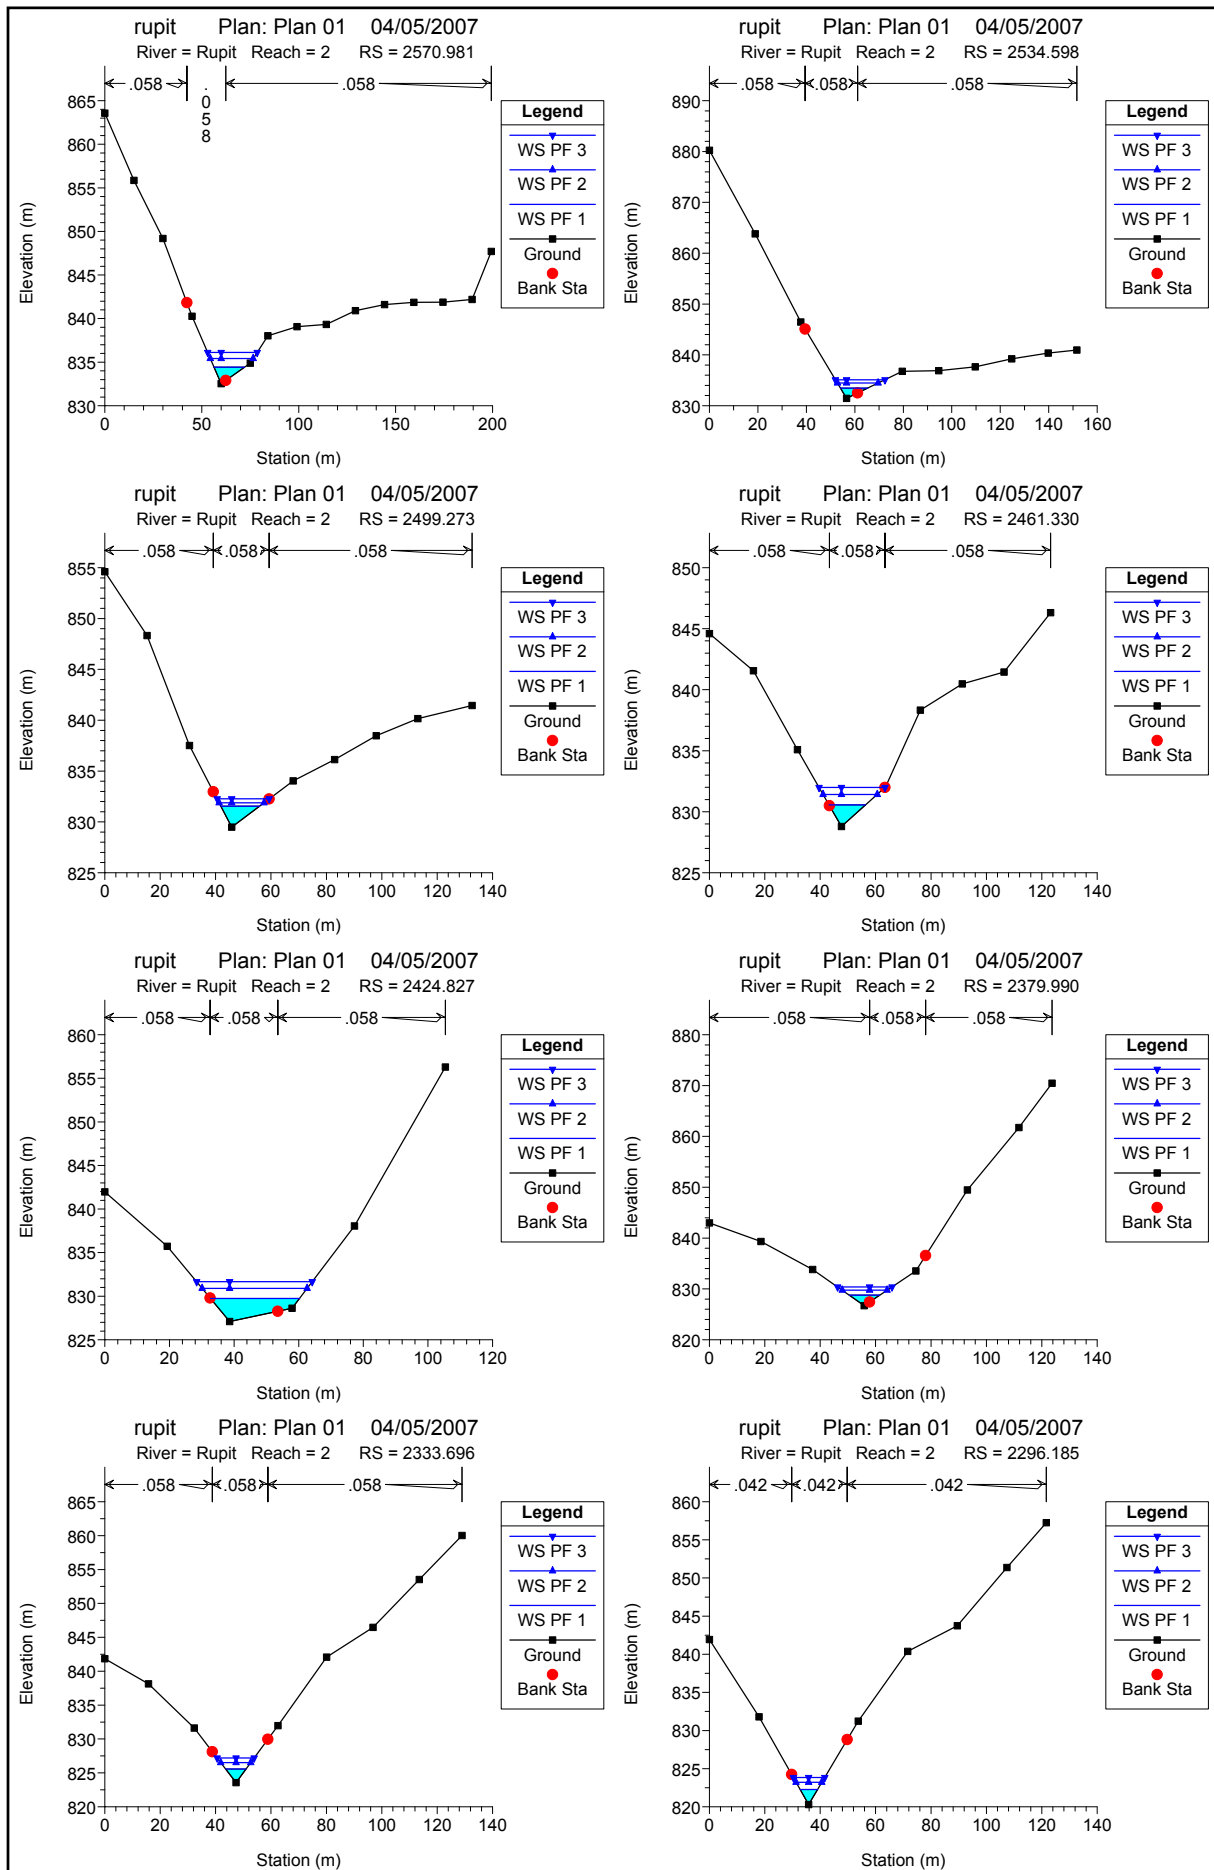 rupit Plan: Plan 01 04/05/2007
River = Rupit Reach = 2 RS = 2570.981
.058 .058 .058
865
860
855
850
845
840
835
830
0 50 100 150 200
Station (m)
Elevation (m)
Legend
WS PF 3
WS PF 2
WS PF 1
Ground
Bank Sta
rupit Plan: Plan 01 04/05/2007
River = Rupit Reach = 2 RS = 2534.598
.058 .058 .058
890
880
870
860
850
840
830
0 20 40 60 80 100 120 140 160
Station (m)
Elevation (m)
Legend
WS PF 3
WS PF 2
WS PF 1
Ground
Bank Sta
rupit Plan: Plan 01 04/05/2007
River = Rupit Reach = 2 RS = 2499.273
.058 .058 .058
855
850
845
840
835
830
825
0 20 40 60 80 100 120 140
Station (m)
Elevation (m)
Legend
WS PF 3
WS PF 2
WS PF 1
Ground
Bank Sta
rupit Plan: Plan 01 04/05/2007
River = Rupit Reach = 2 RS = 2461.330
.058 .058 .058
850
845
840
835
830
825
0 20 40 60 80 100 120 140
Station (m)
Elevation (m)
Legend
WS PF 3
WS PF 2
WS PF 1
Ground
Bank Sta
rupit Plan: Plan 01 04/05/2007
River = Rupit Reach = 2 RS = 2424.827
.058 .058 .058
860
855
850
845
840
835
830
825
0 20 40 60 80 100 120
Station (m)
Elevation (m)
Legend
WS PF 3
WS PF 2
WS PF 1
Ground
Bank Sta
rupit Plan: Plan 01 04/05/2007
River = Rupit Reach = 2 RS = 2379.990
.058 .058 .058
880
870
860
850
840
830
820
0 20 40 60 80 100 120 140
Station (m)
Elevation (m)
Legend
WS PF 3
WS PF 2
WS PF 1
Ground
Bank Sta
rupit Plan: Plan 01 04/05/2007
River = Rupit Reach = 2 RS = 2333.696
.058 .058 .058
865
860
855
850
845
840
835
830
825
820
0 20 40 60 80 100 120 140
Station (m)
Elevation (m)
Legend
WS PF 3
WS PF 2
WS PF 1
Ground
Bank Sta
rupit Plan: Plan 01 04/05/2007
River = Rupit Reach = 2 RS = 2296.185
.042 .042 .042
860
855
850
845
840
835
830
825
820
0 20 40 60 80 100 120 140
Station (m)
Elevation (m)
Legend
WS PF 3
WS PF 2
WS PF 1
Ground
Bank Sta